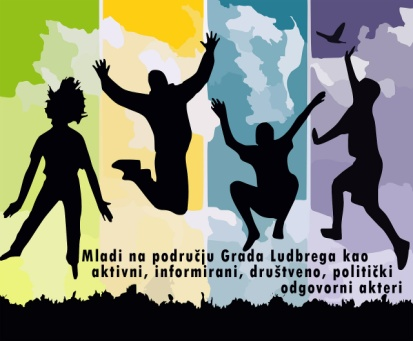 Mladi na području Grada Ludbrega kao
aktivni, informirani, društveno, politički
odgovorni akteri